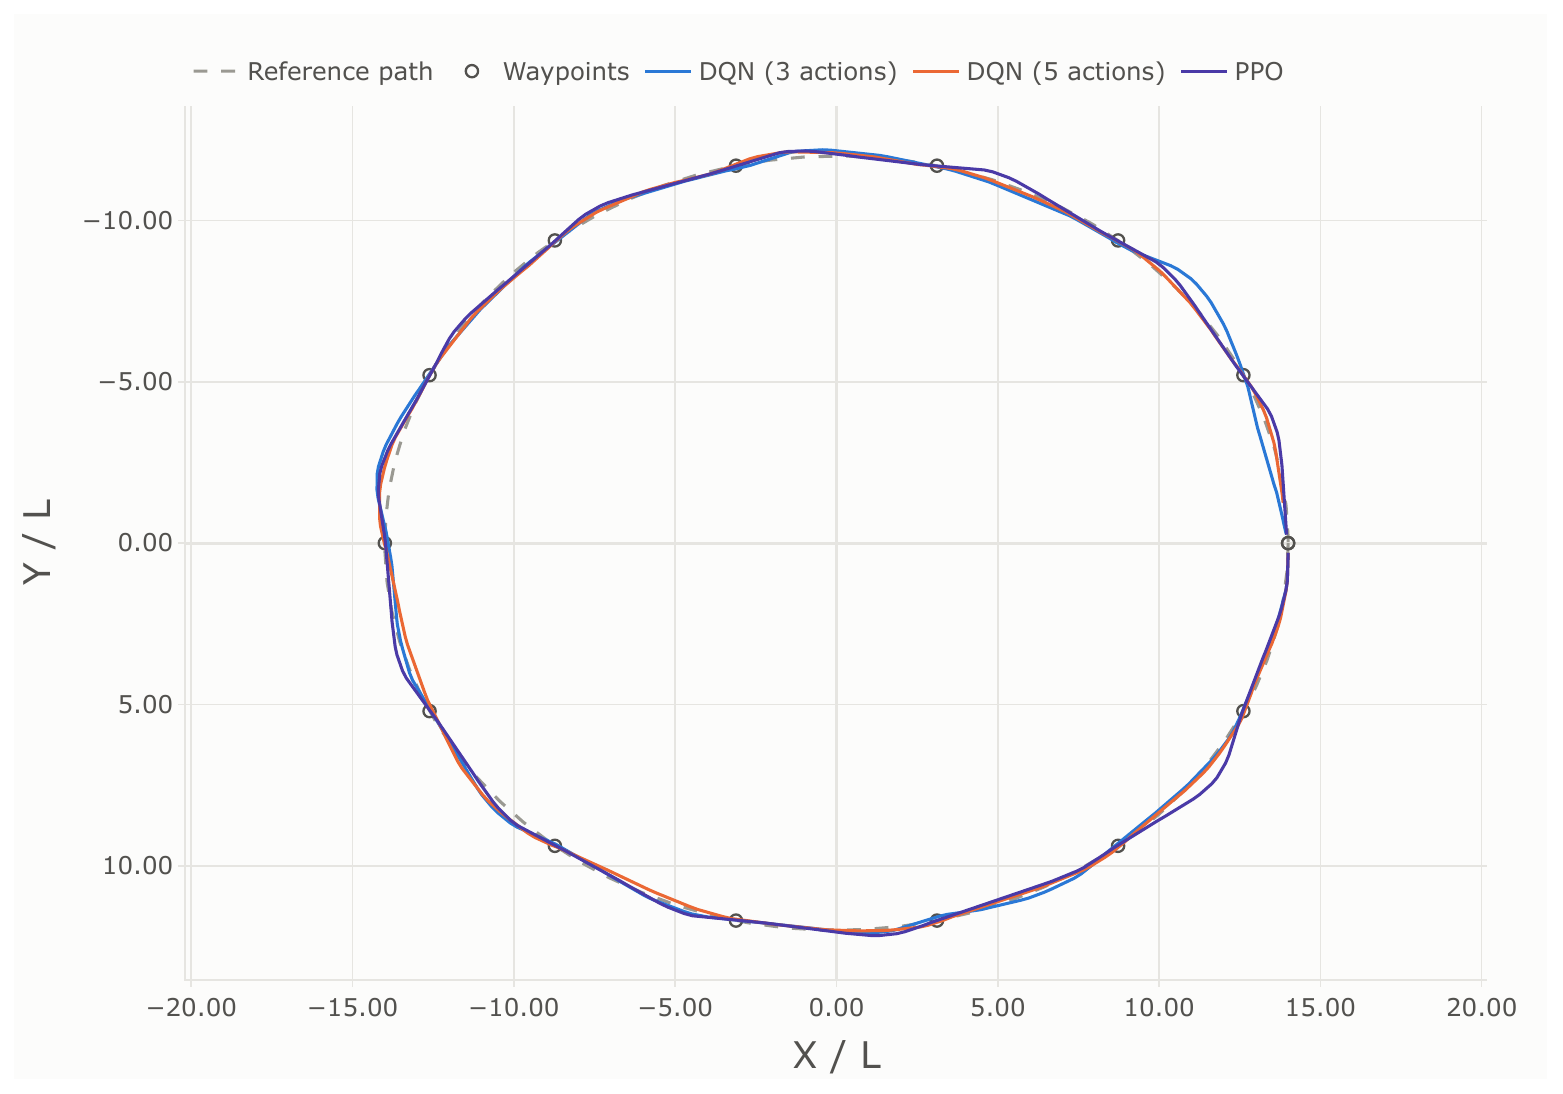 Reference path Waypoints DQN (3 actions) DQN (5 actions) PPO
−10.00
−5.00
0.00
5.00
10.00
Y / L
−20.00 −15.00 −10.00 −5.00 0.00 5.00 10.00 15.00 20.00
X / L